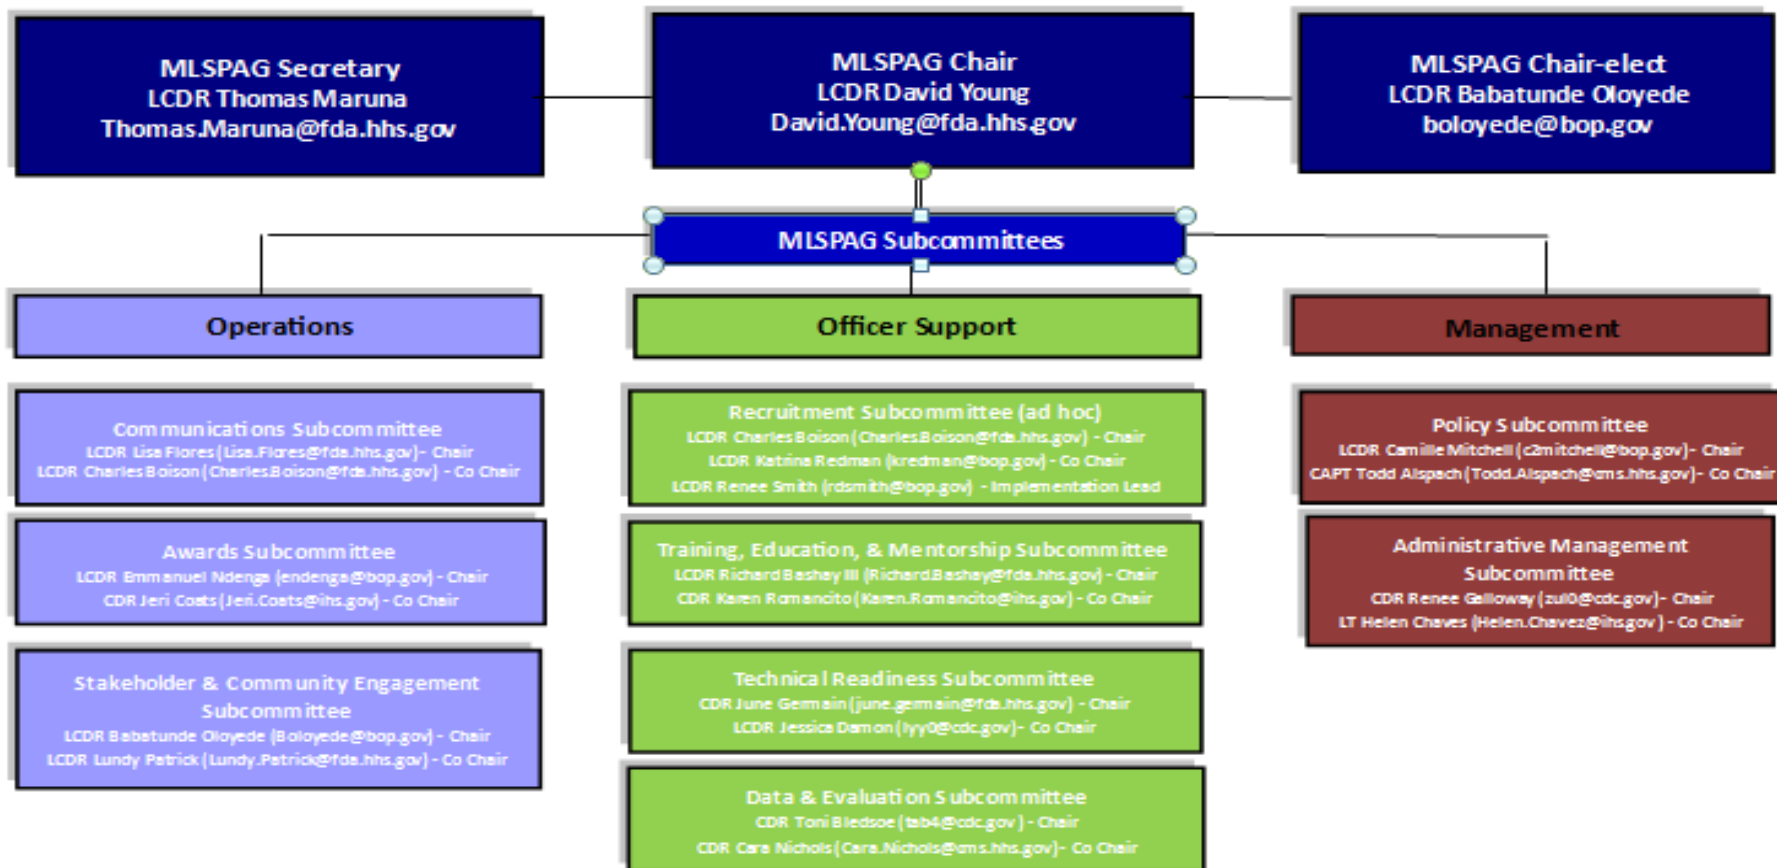 MLSPAG Secretary
LCDR Thomas Maruna
Thomas.Maruna@fda.hhs.gov
MLSPAG Chair
LCDR David Young
David.Young@fda.hhs.gov
MLSPAG Chair-elect
LCDR Babatunde Oloyede
boloyede@bop.gov
MLSPAG Subcommittees
Operations
Communications Subcommittee
LCDR Lisa Flores (Lisa.Flores@fda.hhs.gov)- Chair
LCDR Charles Boison (Charles.Boison@fda.hhs.gov) - Co Chair
Awards Subcommittee
LCDR Emmanuel Ndenga (endenga@bop.gov) - Chair
CDR Jeri Coats (Jeri.Coats@ihs.gov) - Co Chair
Stakeholder & Community Engagement
Subcommittee
LCDR Babatunde Oloyede (Boloyede@bop.gov) - Chair
LCDR Lundy Patrick (Lundy.Patrick@fda.hhs.gov) - Co Chair
Officer Support
Recruitment Subcommittee (ad hoc)
LCDR Charles Boison (Charles.Boison@fda.hhs.gov) - Chair
LCDR Katrina Redman (kredman@bop.gov) - Co Chair
LCDR Renee Smith (rdsmith@bop.gov) - Implementation Lead
Training, Education, & Mentorship Subcommittee
LCDR Richard Bashay III (Richard.Bashay@fda.hhs.gov) - Chair
CDR Karen Romancito (Karen.Romancito@ihs.gov) - Co Chair
Technical Readiness Subcommittee
CDR June Germain (june.germain@fda.hhs.gov) - Chair
LCDR Jessica Damon (lyy0@cdc.gov)- Co Chair
Data & Evaluation Subcommittee
CDR Toni Bledsoe (tab4@cdc.gov ) - Chair
CDR Cara Nichols (Cara.Nichols@cms.hhs.gov)- Co Chair
Management
Policy Subcommittee
LCDR Camille Mitchell (c2mitchell@bop.gov)- Chair
CAPT Todd Alspach (Todd.Alspach@cms.hhs.gov)- Co Chair
Administrative Management
Subcommittee
CDR Renee Galloway (zul0@cdc.gov)- Chair
LT Helen Chaves (Helen.Chavez@ihs.gov ) - Co Chair